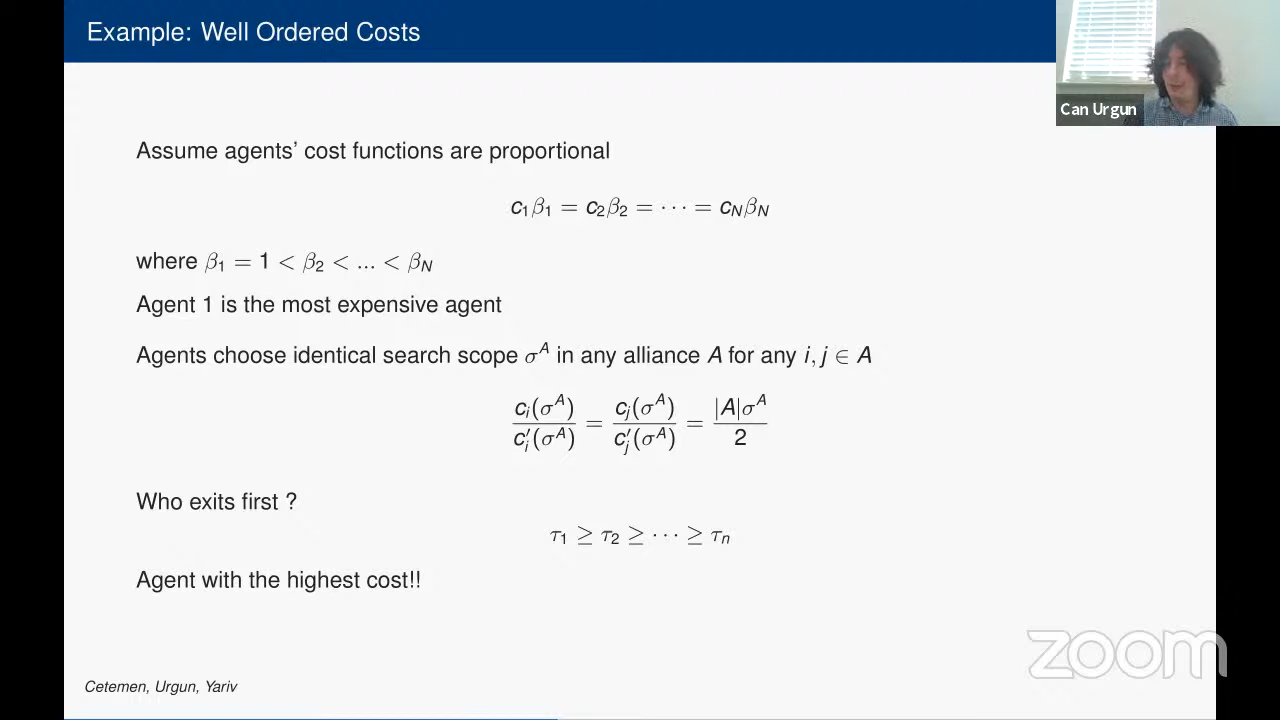 Example: Well Ordered Costs
Can Urgun
Assume agents' cost functions are proportional
c₁β₁ = c₂β₂ = ⋯ = c_Nβ_N
where β₁ = 1 < β₂ < ... < β_N
Agent 1 is the most expensive agent
Agents choose identical search scope σ^A in any alliance A for any i, j ∈ A
c_i(σ^A)/c′_i(σ^A) = c_j(σ^A)/c′_j(σ^A) = |A|σ^A/2
Who exits first ?
τ₁ ≥ τ₂ ≥ ⋯ ≥ τ_n
Agent with the highest cost!!
zoom
Cetemen, Urgun, Yariv